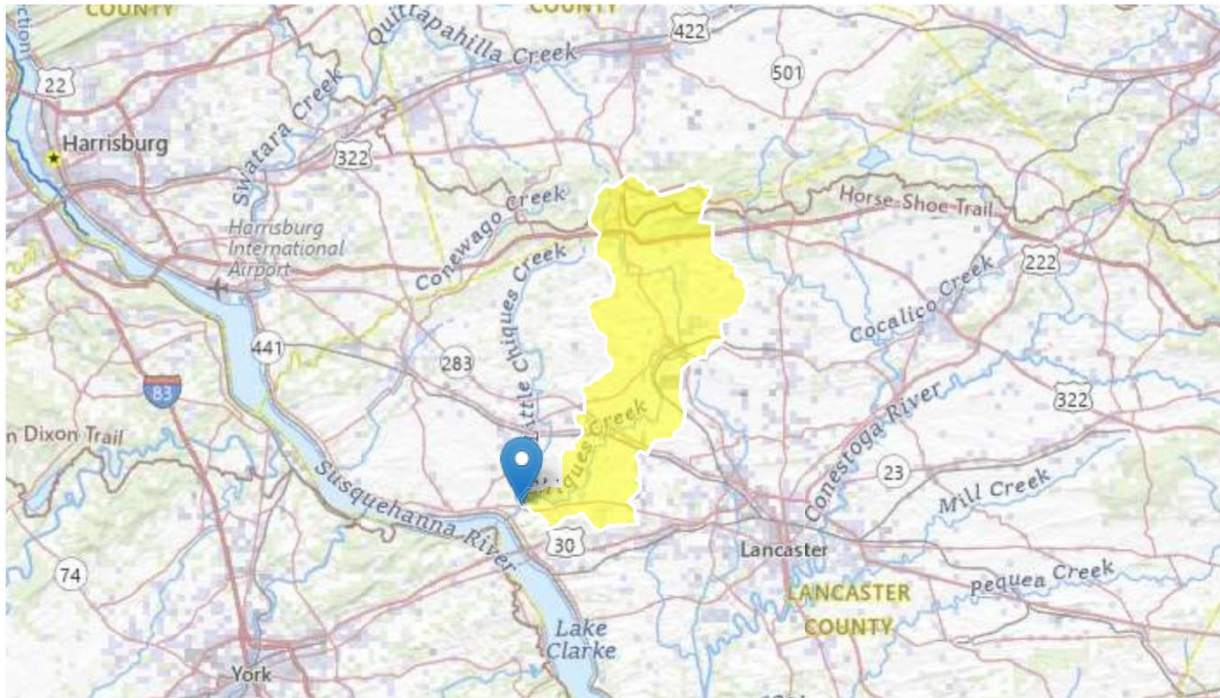 COUNTY
COUNTY
ction
22
Quittapahilla Creek
422
501
Harrisburg
Swatara Creek
322
Horse-Shoe Trail
Harrisburg
International
Airport
Conewago Creek
Little Chiques Creek
222
Cocalico Creek
441
283
83
322
n Dixon Trail
iques Creek
Conestoga River
23
Mill Creek
Susquehanna River
30
Lancaster
74
pequea Creek
LANCASTER
COUNTY
Lake
Clarke
York